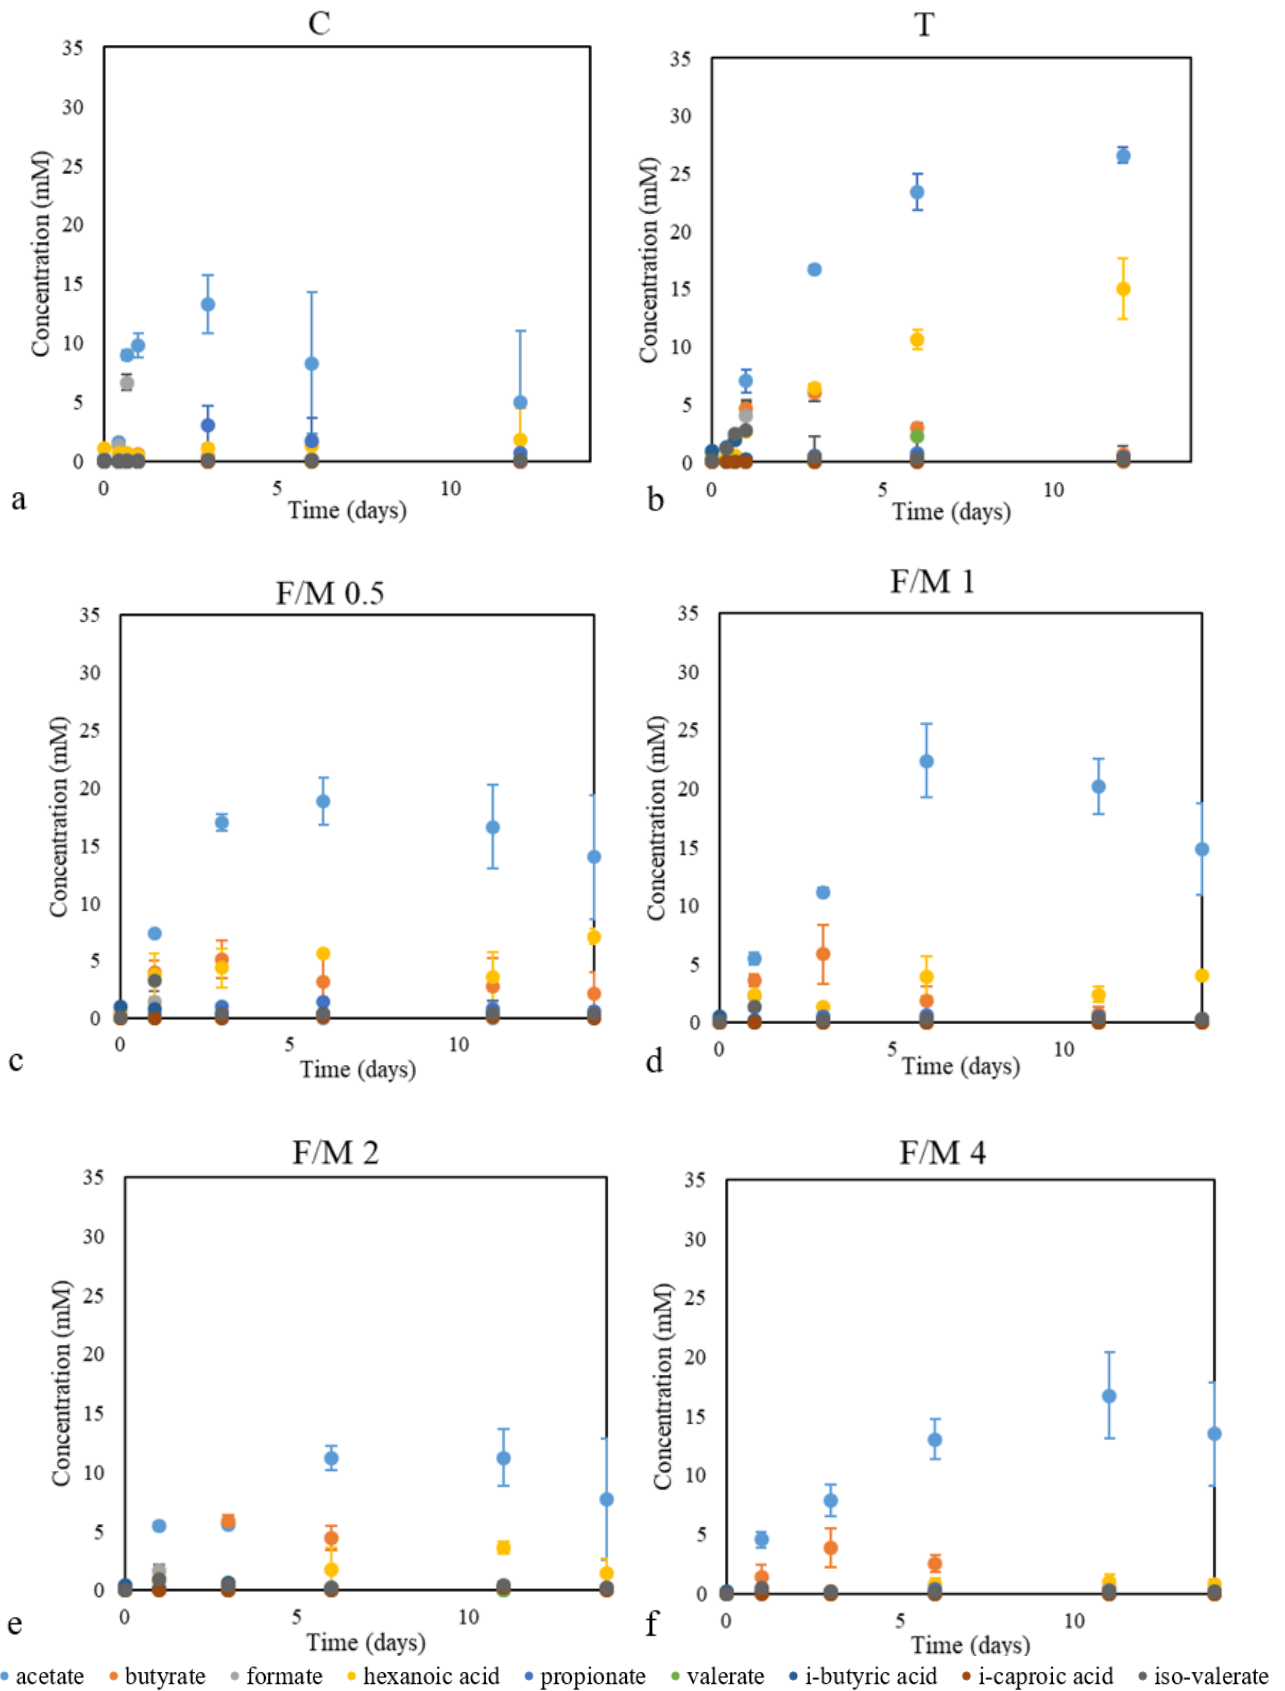 C
35
30
25
20
15
10
5
0
Concentration (mM)
0 5 10
Time (days)
a
T
35
30
25
20
15
10
5
0
Concentration (mM)
0 5 10
Time (days)
b
F/M 0.5
35
30
25
20
15
10
5
0
Concentration (mM)
0 5 10
Time (days)
c
F/M 1
35
30
25
20
15
10
5
0
Concentration (mM)
0 5 10
Time (days)
d
F/M 2
35
30
25
20
15
10
5
0
Concentration (mM)
0 5 10
Time (days)
e
F/M 4
35
30
25
20
15
10
5
0
Concentration (mM)
0 5 10
Time (days)
f
acetate butyrate formate hexanoic acid propionate valerate i-butyric acid i-caproic acid iso-valerate